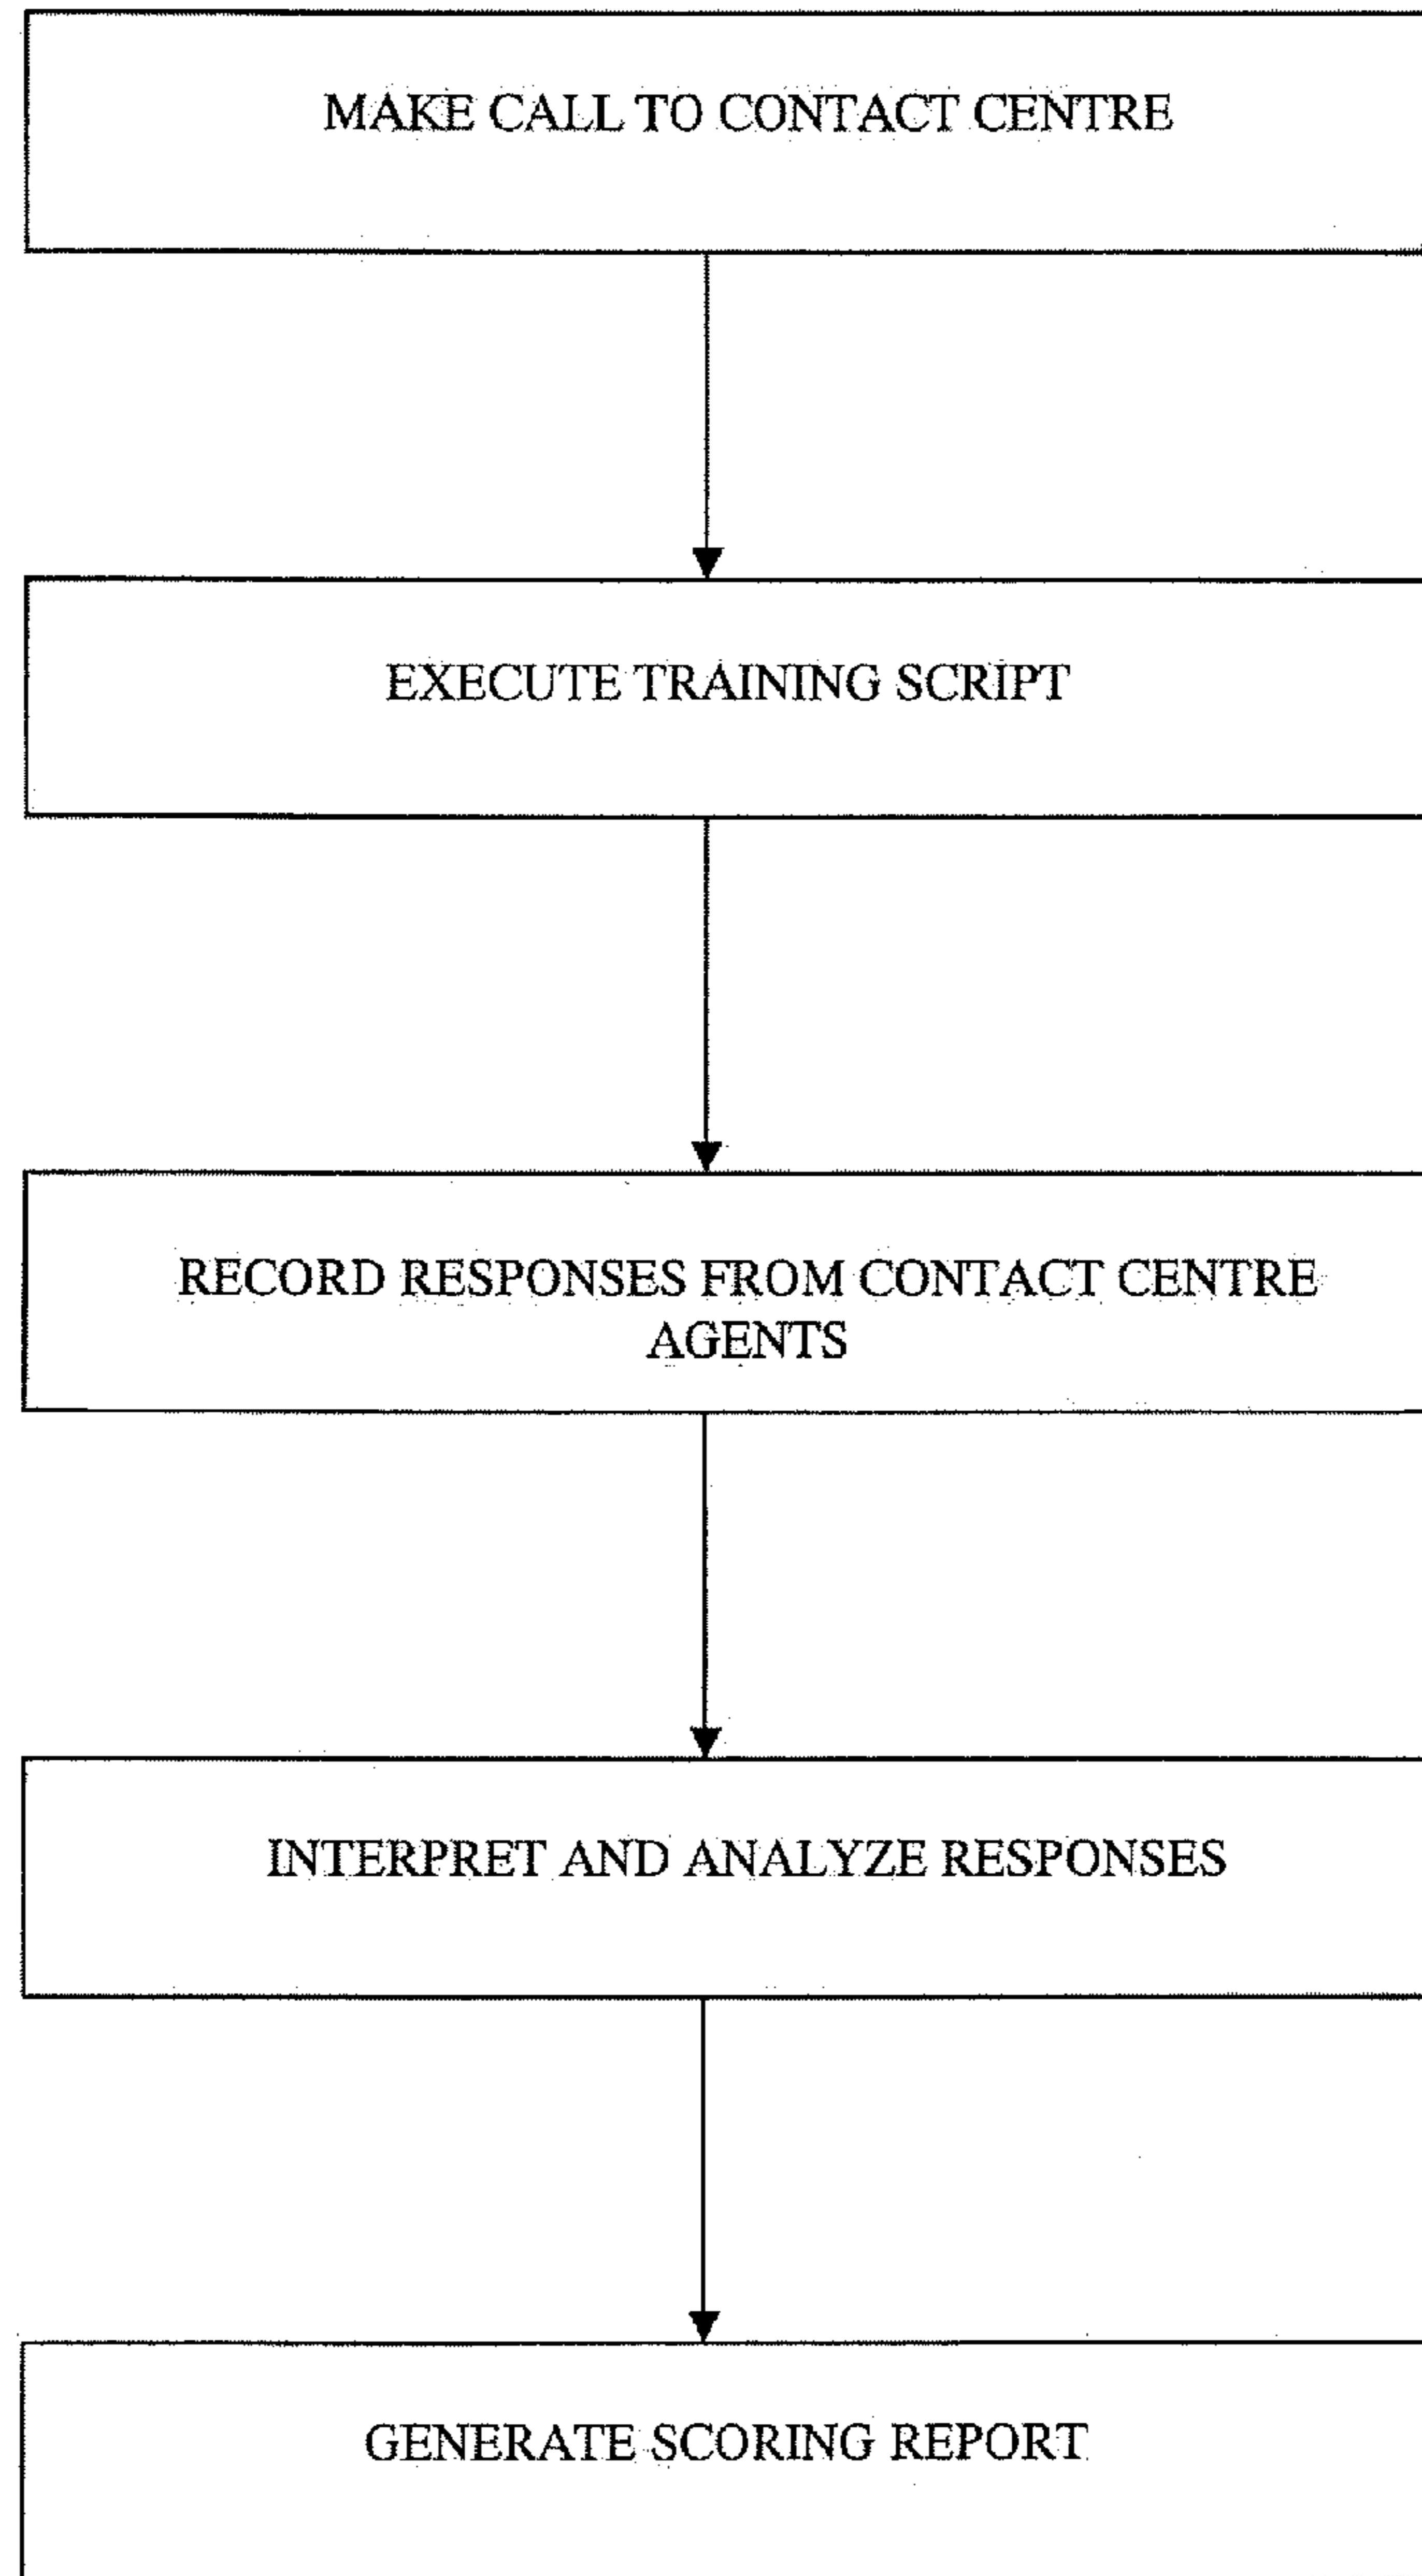 MAKE CALL TO CONTACT CENTRE
EXECUTE TRAINING SCRIPT
RECORD RESPONSES FROM CONTACT CENTRE
AGENTS
INTERPRET AND ANALYZE RESPONSES
GENERATE SCORING REPORT